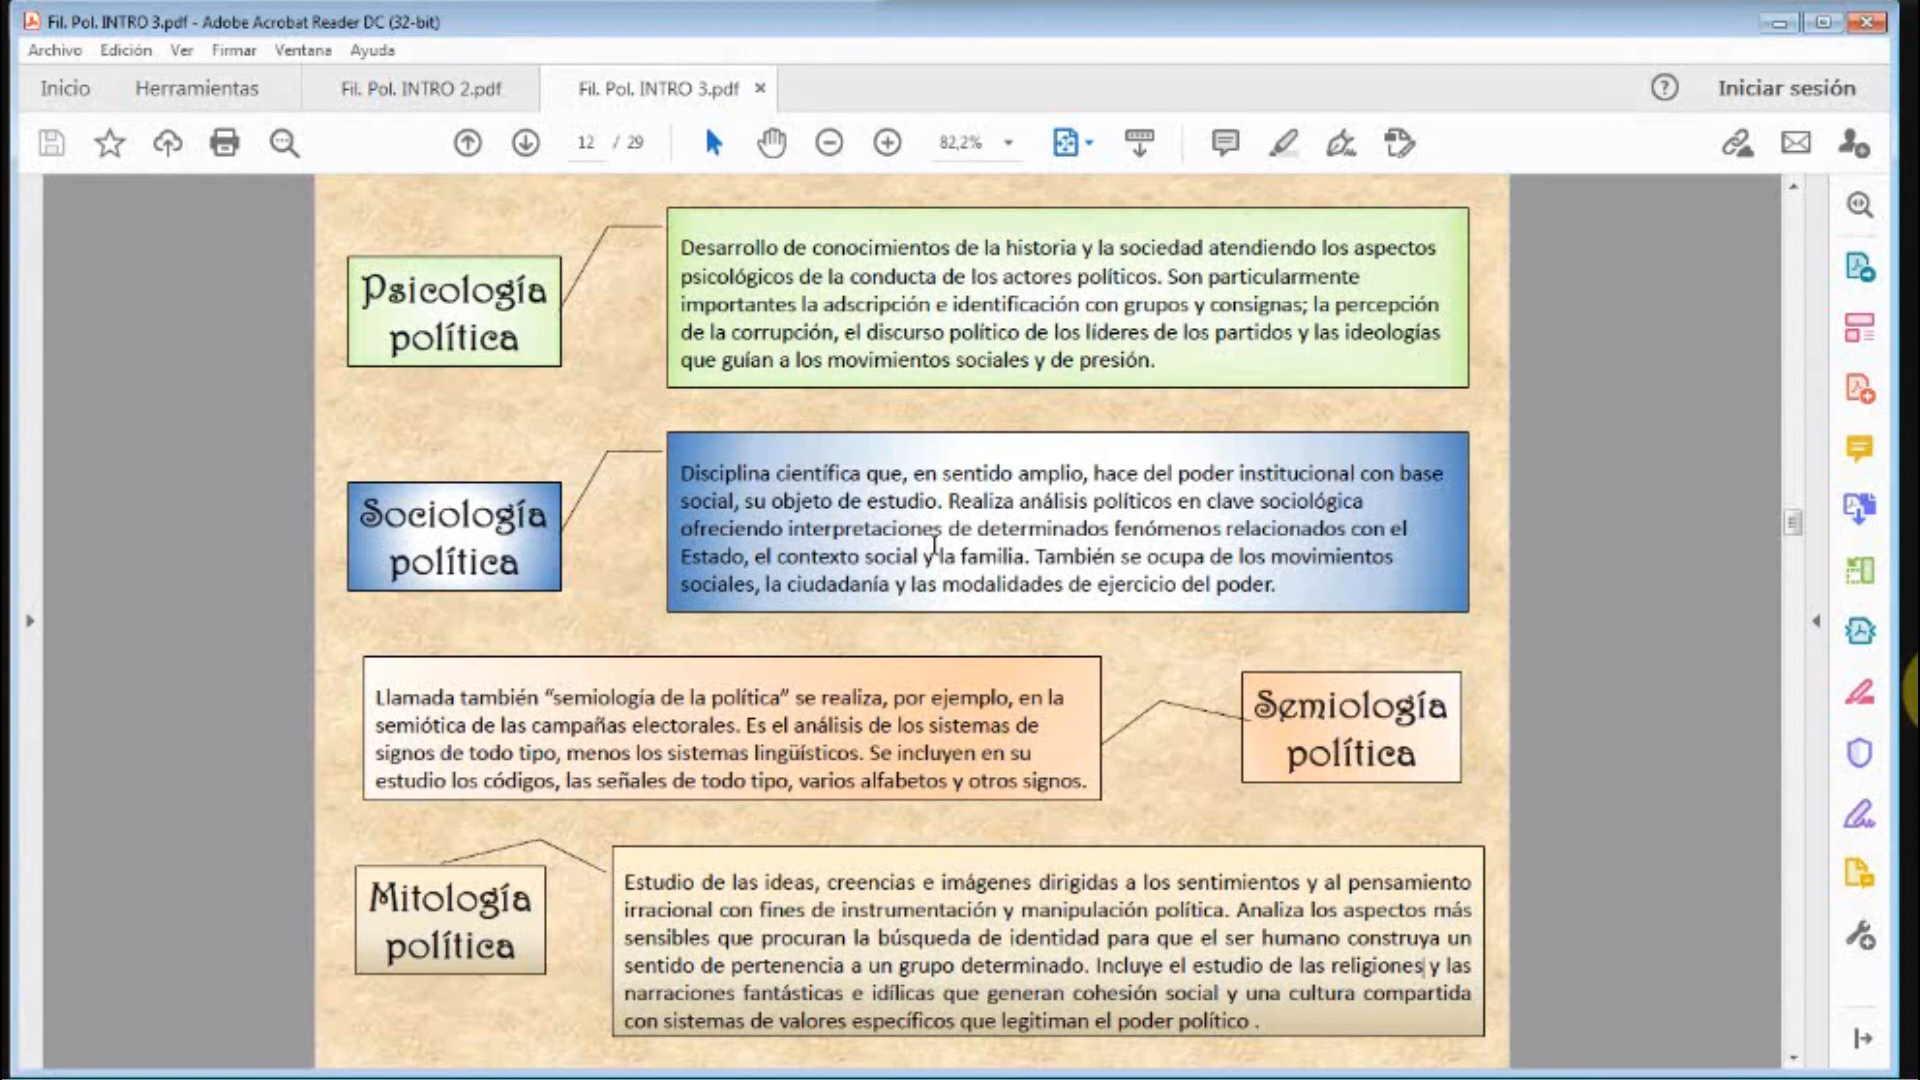 Fil. Pol. INTRO 3.pdf - Adobe Acrobat Reader DC (32-bit)
Archivo Edición Ver Firmar Ventana Ayuda
Inicio Herramientas Fil. Pol. INTRO 2.pdf Fil. Pol. INTRO 3.pdf × Iniciar sesión
12 / 29 82,2%
Psicología
política
Desarrollo de conocimientos de la historia y la sociedad atendiendo los aspectos
psicológicos de la conducta de los actores políticos. Son particularmente
importantes la adscripción e identificación con grupos y consignas; la percepción
de la corrupción, el discurso político de los líderes de los partidos y las ideologías
que guían a los movimientos sociales y de presión.
Sociología
política
Disciplina científica que, en sentido amplio, hace del poder institucional con base
social, su objeto de estudio. Realiza análisis políticos en clave sociológica
ofreciendo interpretaciones de determinados fenómenos relacionados con el
Estado, el contexto social y la familia. También se ocupa de los movimientos
sociales, la ciudadanía y las modalidades de ejercicio del poder.
Llamada también “semiología de la política” se realiza, por ejemplo, en la
semiótica de las campañas electorales. Es el análisis de los sistemas de
signos de todo tipo, menos los sistemas lingüísticos. Se incluyen en su
estudio los códigos, las señales de todo tipo, varios alfabetos y otros signos.
Semiología
política
Mitología
política
Estudio de las ideas, creencias e imágenes dirigidas a los sentimientos y al pensamiento
irracional con fines de instrumentación y manipulación política. Analiza los aspectos más
sensibles que procuran la búsqueda de identidad para que el ser humano construya un
sentido de pertenencia a un grupo determinado. Incluye el estudio de las religiones y las
narraciones fantásticas e idílicas que generan cohesión social y una cultura compartida
con sistemas de valores específicos que legitiman el poder político .